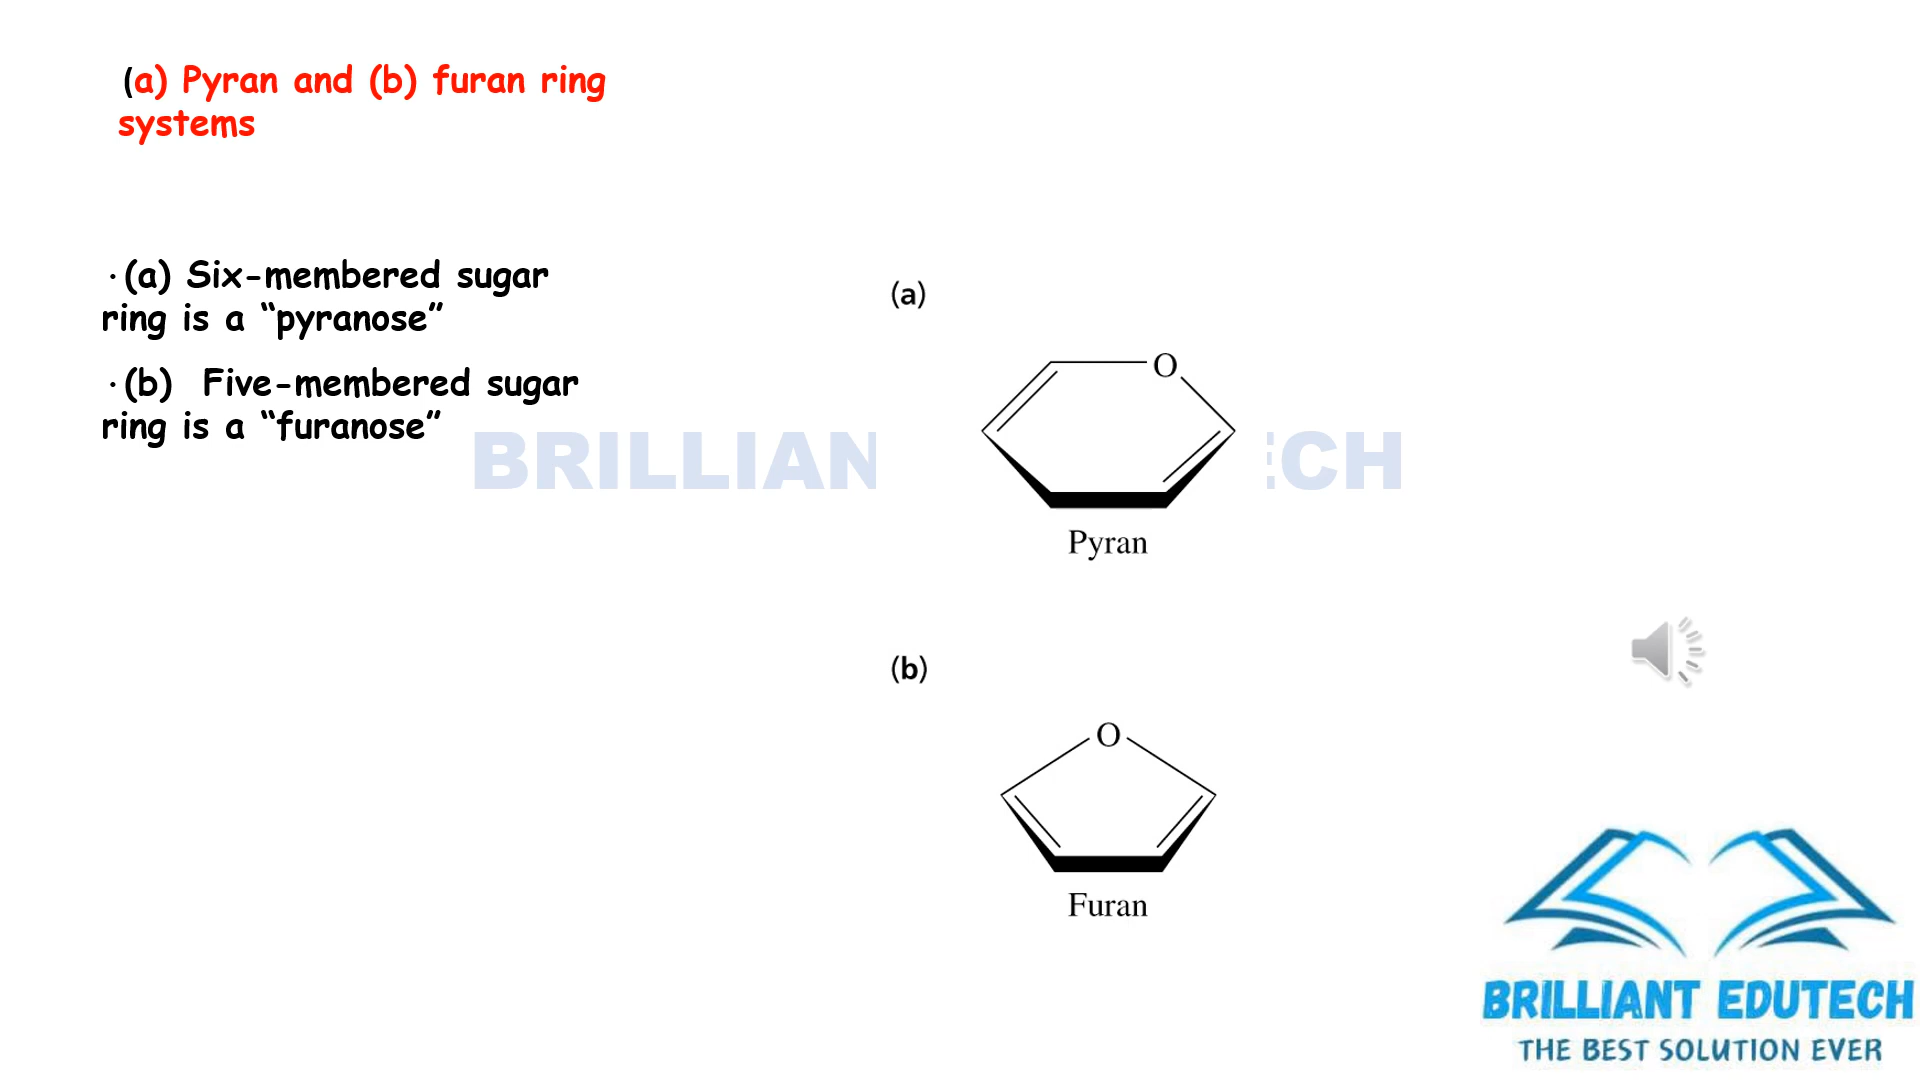 (a) Pyran and (b) furan ring
systems
·(a) Six-membered sugar
ring is a “pyranose”
·(b) Five-membered sugar
ring is a “furanose”
(a)
O
Pyran
(b)
O
Furan
BRILLIAN ECH
BRILLIANT EDUTECH
THE BEST SOLUTION EVER